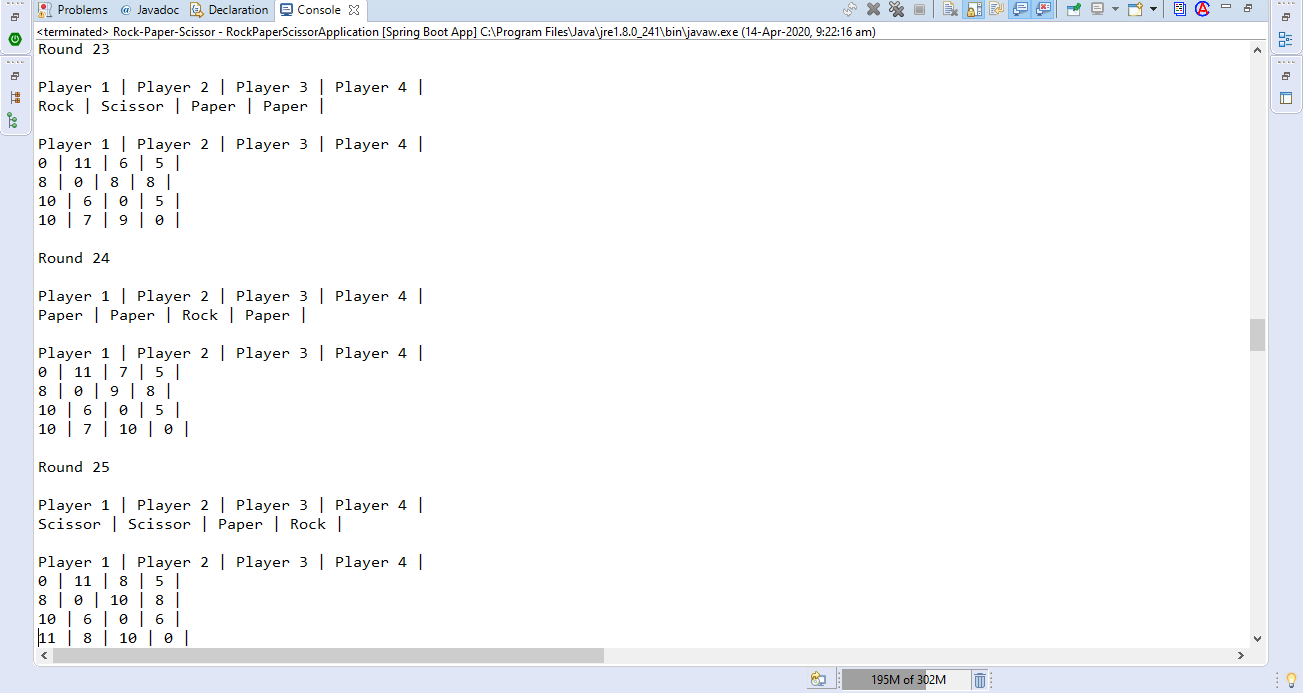 Problems @ Javadoc Declaration Console
<terminated> Rock-Paper-Scissor - RockPaperScissorApplication [Spring Boot App] C:\Program Files\Java\jre1.8.0_241\bin\javaw.exe (14-Apr-2020, 9:22:16 am)
Round 23
Player 1 | Player 2 | Player 3 | Player 4 |
Rock | Scissor | Paper | Paper |
Player 1 | Player 2 | Player 3 | Player 4 |
0 | 11 | 6 | 5 |
8 | 0 | 8 | 8 |
10 | 6 | 0 | 5 |
10 | 7 | 9 | 0 |
Round 24
Player 1 | Player 2 | Player 3 | Player 4 |
Paper | Paper | Rock | Paper |
Player 1 | Player 2 | Player 3 | Player 4 |
0 | 11 | 7 | 5 |
8 | 0 | 9 | 8 |
10 | 6 | 0 | 5 |
10 | 7 | 10 | 0 |
Round 25
Player 1 | Player 2 | Player 3 | Player 4 |
Scissor | Scissor | Paper | Rock |
Player 1 | Player 2 | Player 3 | Player 4 |
0 | 11 | 8 | 5 |
8 | 0 | 10 | 8 |
10 | 6 | 0 | 6 |
11 | 8 | 10 | 0 |
195M of 302M